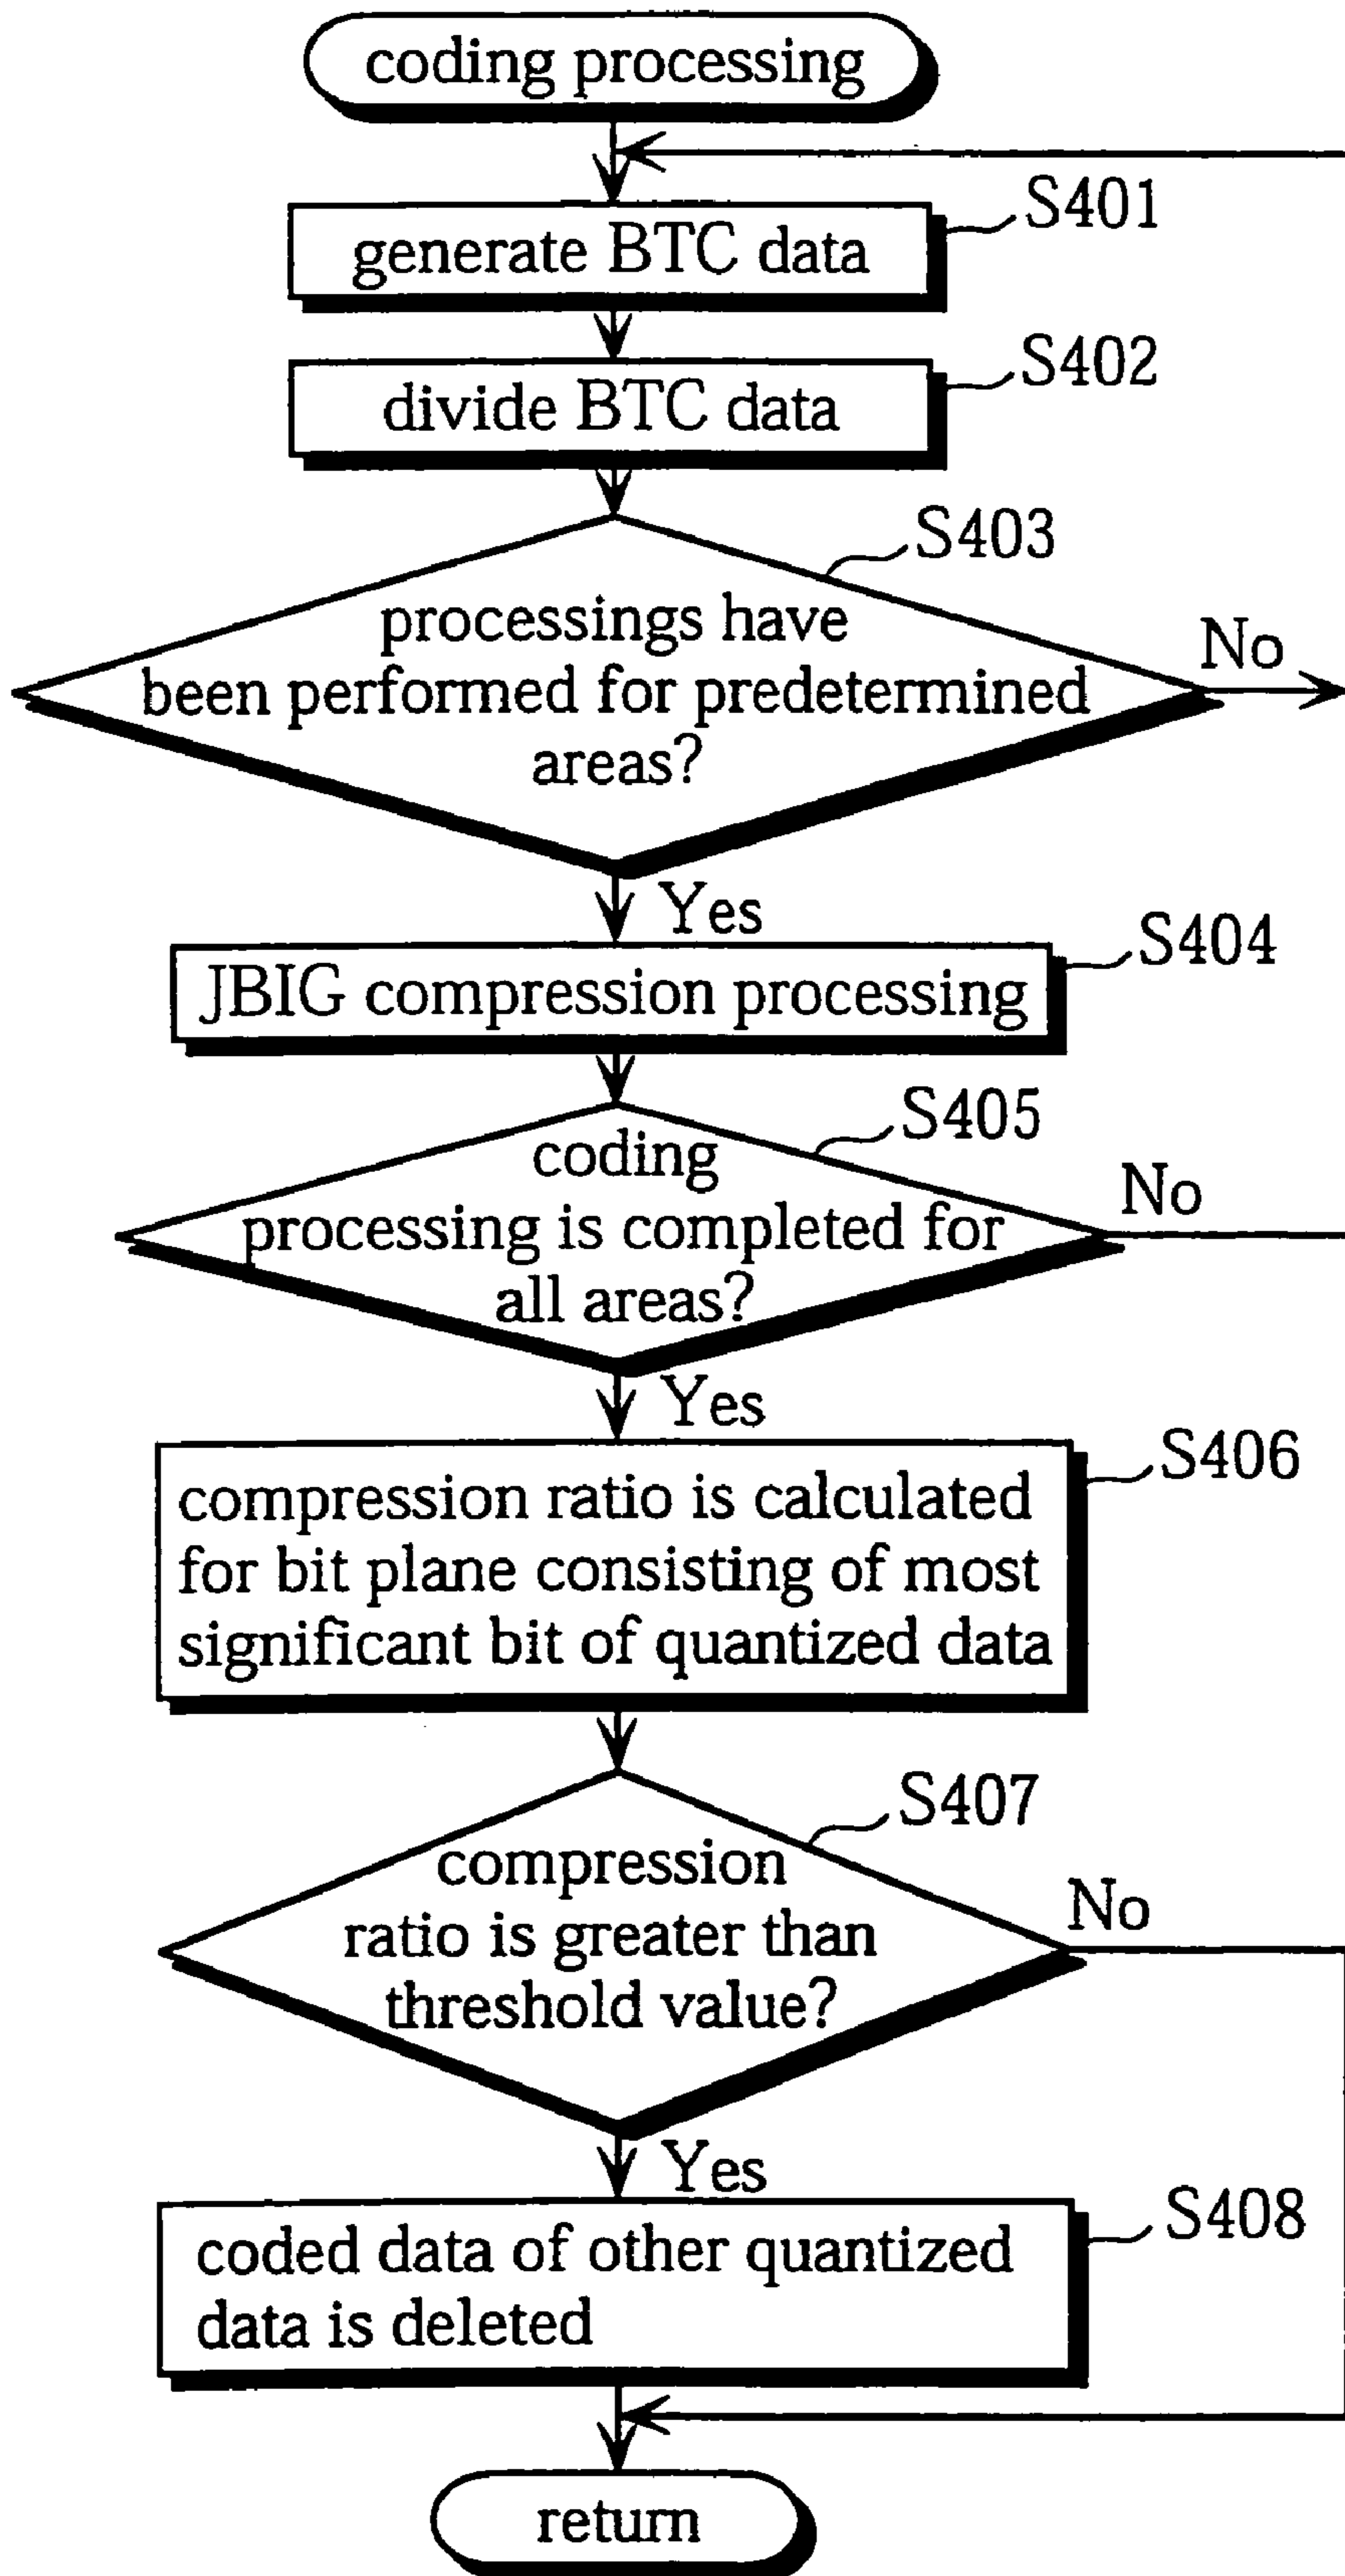 coding processing
S401
generate BTC data
S402
divide BTC data
S403
processings have
been performed for predetermined
areas?
No
Yes
S404
JBIG compression processing
S405
coding
processing is completed for
all areas?
No
Yes
S406
compression ratio is calculated
for bit plane consisting of most
significant bit of quantized data
S407
compression
ratio is greater than
threshold value?
No
Yes
S408
coded data of other quantized
data is deleted
return